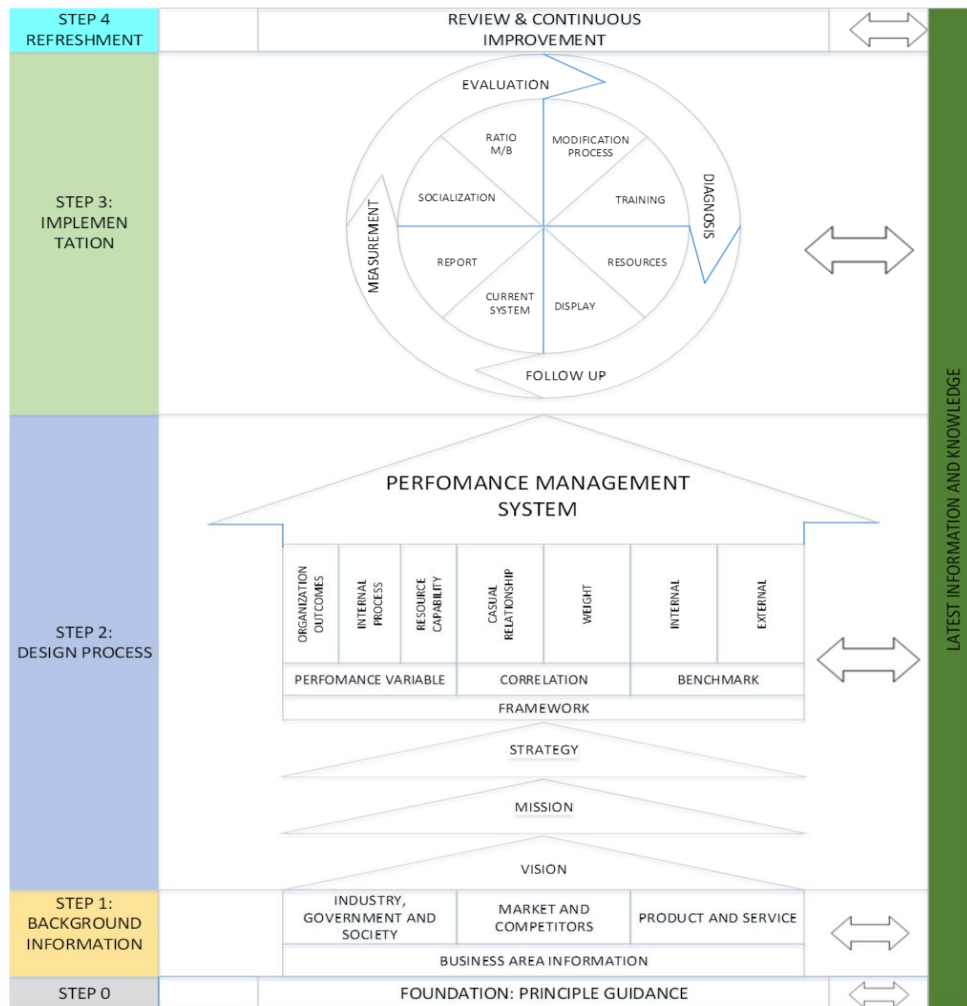 STEP 4
REFRESHMENT
REVIEW & CONTINUOUS
IMPROVEMENT
STEP 3:
IMPLEMEN
TATION
EVALUATION
DIAGNOSIS
FOLLOW UP
MEASUREMENT
RATIO
M/B
MODIFICATION
PROCESS
SOCIALIZATION
TRAINING
REPORT
RESOURCES
CURRENT
SYSTEM
DISPLAY
LATEST INFORMATION AND KNOWLEDGE
STEP 2:
DESIGN PROCESS
PERFOMANCE MANAGEMENT
SYSTEM
ORGANIZATION
OUTCOMES
INTERNAL
PROCESS
RESOURCE
CAPABILITY
CASUAL
RELATIONSHIP
WEIGHT
INTERNAL
EXTERNAL
PERFOMANCE VARIABLE
CORRELATION
BENCHMARK
FRAMEWORK
STRATEGY
MISSION
VISION
STEP 1:
BACKGROUND
INFORMATION
INDUSTRY,
GOVERNMENT AND
SOCIETY
MARKET AND
COMPETITORS
PRODUCT AND SERVICE
BUSINESS AREA INFORMATION
STEP 0
FOUNDATION: PRINCIPLE GUIDANCE